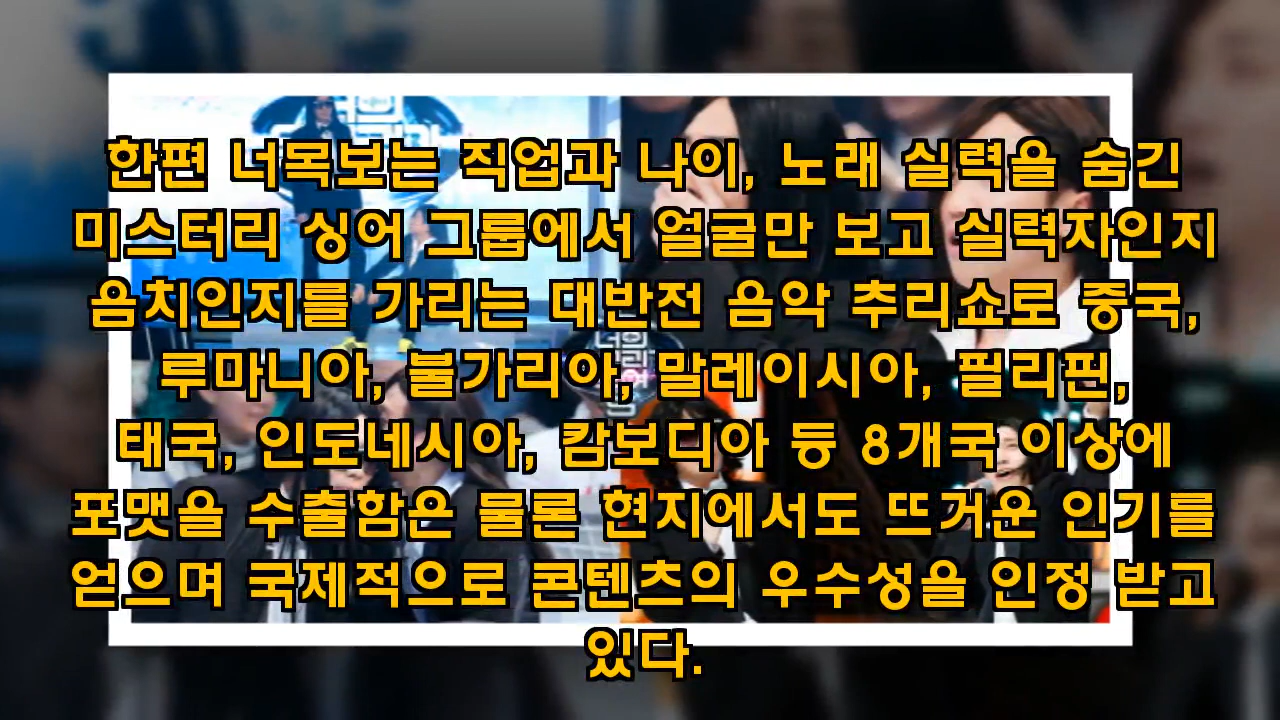 한편 너목보는 직업과 나이, 노래 실력을 숨긴
미스터리 싱어 그룹에서 얼굴만 보고 실력자인지
음치인지를 가리는 대반전 음악 추리쇼로 중국,
루마니아, 불가리아, 말레이시아, 필리핀,
태국, 인도네시아, 캄보디아 등 8개국 이상에
포맷을 수출함은 물론 현지에서도 뜨거운 인기를
얻으며 국제적으로 콘텐츠의 우수성을 인정 받고
있다.